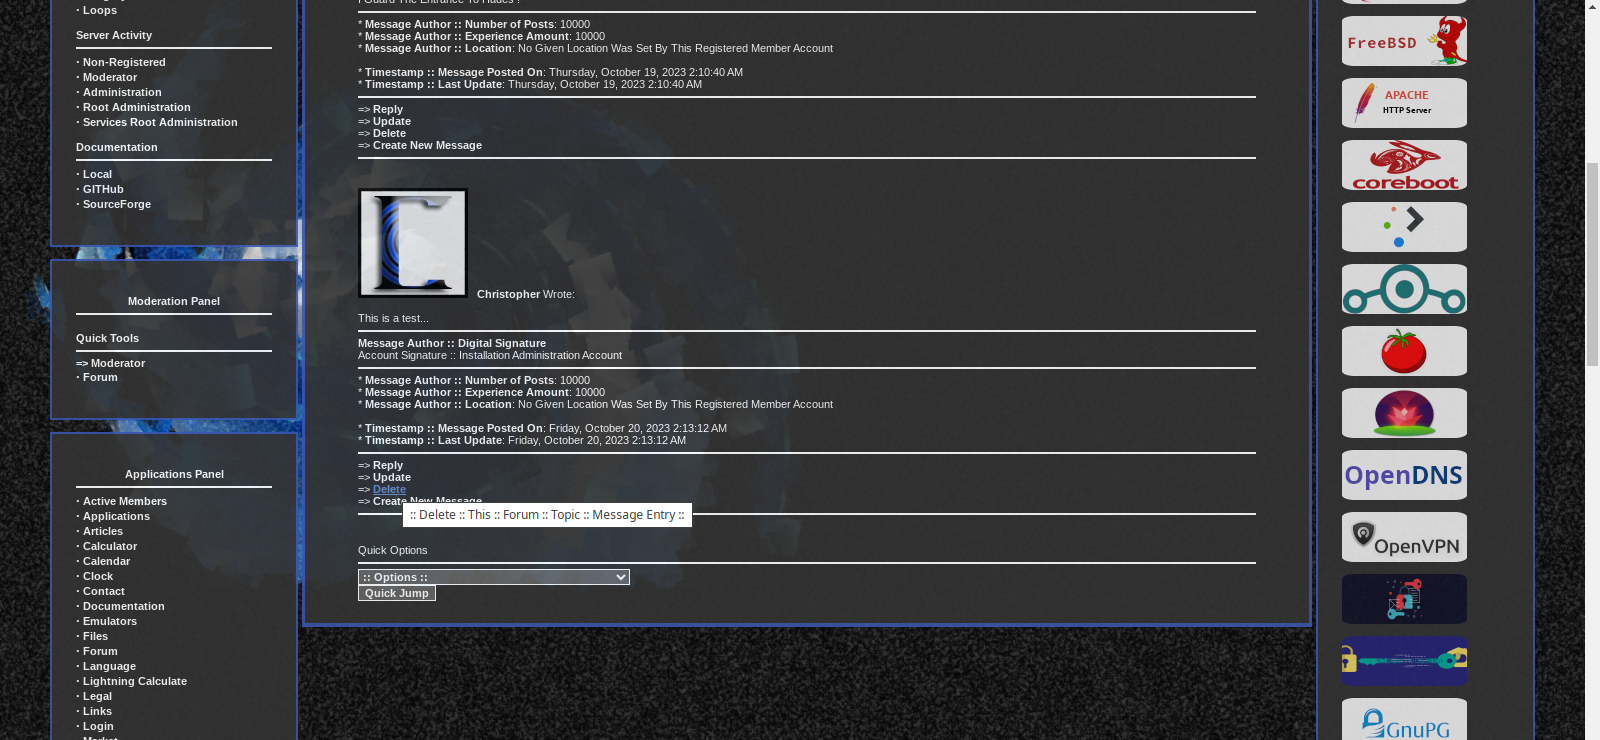 · Loops
Server Activity
· Non-Registered
· Moderator
· Administration
· Root Administration
· Services Root Administration
Documentation
· Local
· GITHub
· SourceForge
Moderation Panel
Quick Tools
=> Moderator
· Forum
Applications Panel
· Active Members
· Applications
· Articles
· Calculator
· Calendar
· Clock
· Contact
· Documentation
· Emulators
· Files
· Forum
· Language
· Lightning Calculate
· Legal
· Links
· Login
* Message Author :: Number of Posts: 10000
* Message Author :: Experience Amount: 10000
* Message Author :: Location: No Given Location Was Set By This Registered Member Account
* Timestamp :: Message Posted On: Thursday, October 19, 2023 2:10:40 AM
* Timestamp :: Last Update: Thursday, October 19, 2023 2:10:40 AM
=> Reply
=> Update
=> Delete
=> Create New Message
Christopher Wrote:
This is a test...
Message Author :: Digital Signature
Account Signature :: Installation Administration Account
* Message Author :: Number of Posts: 10000
* Message Author :: Experience Amount: 10000
* Message Author :: Location: No Given Location Was Set By This Registered Member Account
* Timestamp :: Message Posted On: Friday, October 20, 2023 2:13:12 AM
* Timestamp :: Last Update: Friday, October 20, 2023 2:13:12 AM
=> Reply
=> Update
=> Delete
=> Create New Message
:: Delete :: This :: Forum :: Topic :: Message Entry ::
Quick Options
:: Options ::
Quick Jump
FreeBSD
APACHE
HTTP Server
coreboot
OpenDNS
OpenVPN
GnuPG